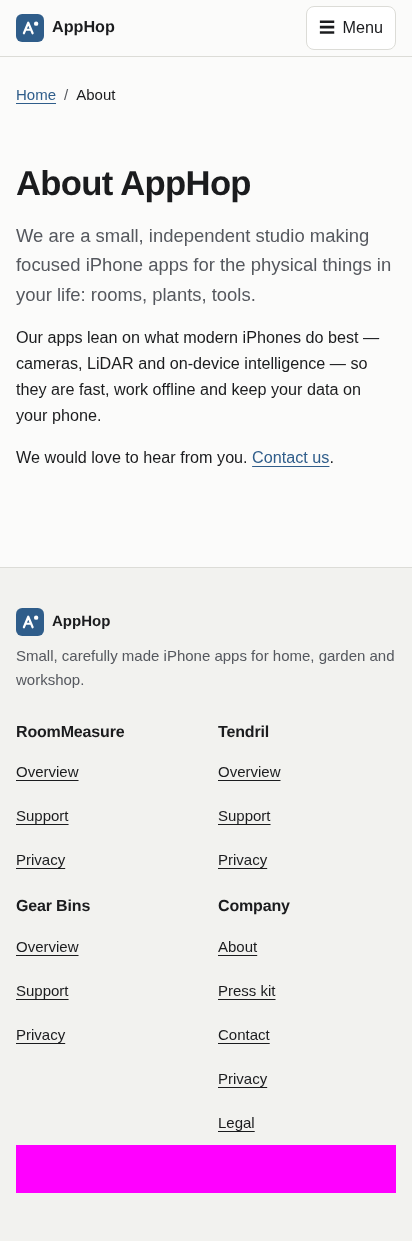 AppHop
☰ Menu
Home / About
About AppHop
We are a small, independent studio making
focused iPhone apps for the physical things in
your life: rooms, plants, tools.
Our apps lean on what modern iPhones do best —
cameras, LiDAR and on-device intelligence — so
they are fast, work offline and keep your data on
your phone.
We would love to hear from you. Contact us.
AppHop
Small, carefully made iPhone apps for home, garden and
workshop.
RoomMeasure
Overview
Support
Privacy
Tendril
Overview
Support
Privacy
Gear Bins
Overview
Support
Privacy
Company
About
Press kit
Contact
Privacy
Legal